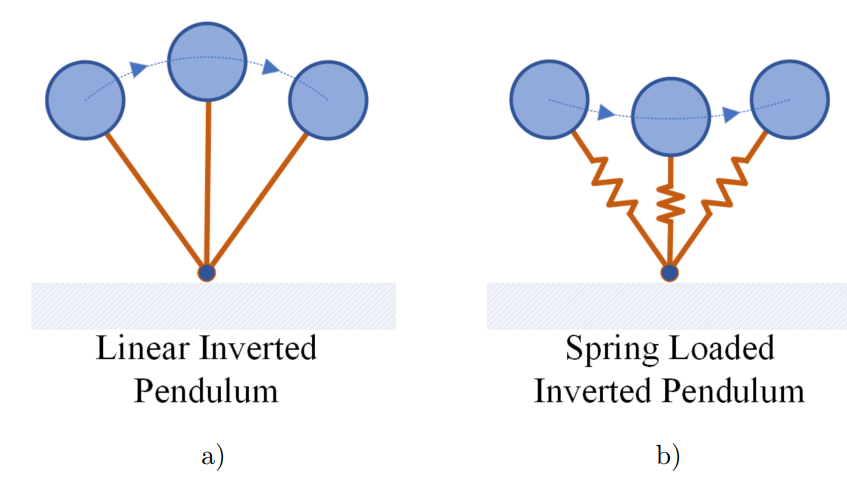 Linear Inverted
Pendulum
Spring Loaded
Inverted Pendulum
a)
b)